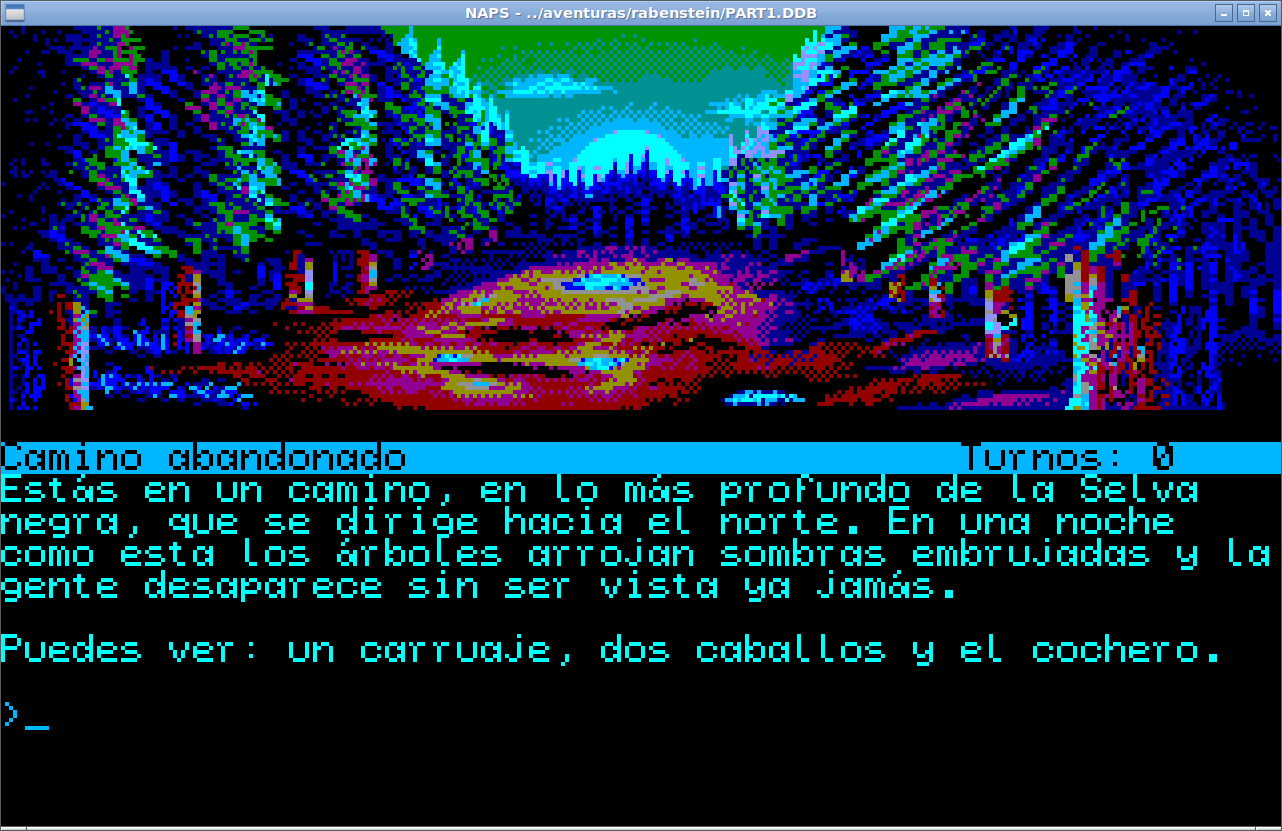 NAPS - ../aventuras/rabenstein/PART1.DDB
Camino abandonado Turnos: 0
Estás en un camino, en lo más profundo de la Selva
negra, que se dirige hacia el norte. En una noche
como esta los árboles arrojan sombras embrujadas y la
gente desaparece sin ser vista ya jamás.
Puedes ver: un carruaje, dos caballos y el cochero.
>_